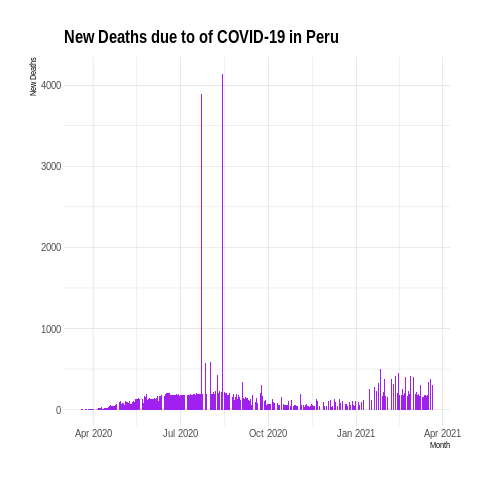 New Deaths due to of COVID-19 in Peru
New Deaths
4000
3000
2000
1000
0
Apr 2020 Jul 2020 Oct 2020 Jan 2021 Apr 2021
Month